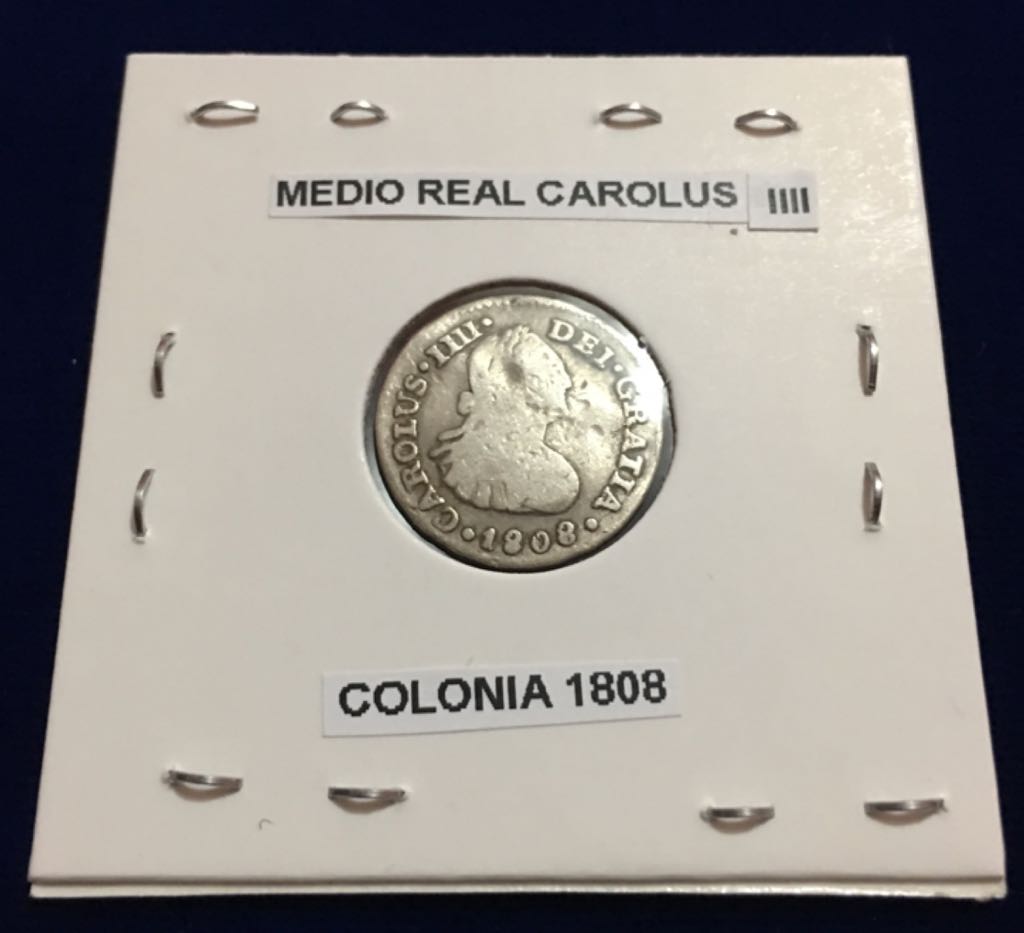 MEDIO REAL CAROLUS IIII
· CAROLUS · IIII · DEI · GRATIA ·
1808
COLONIA 1808